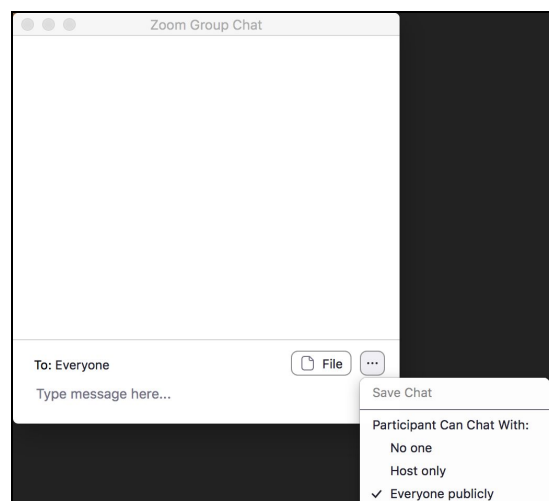 Zoom Group Chat
To: Everyone
File
...
Type message here...
Save Chat
Participant Can Chat With:
No one
Host only
✓ Everyone publicly